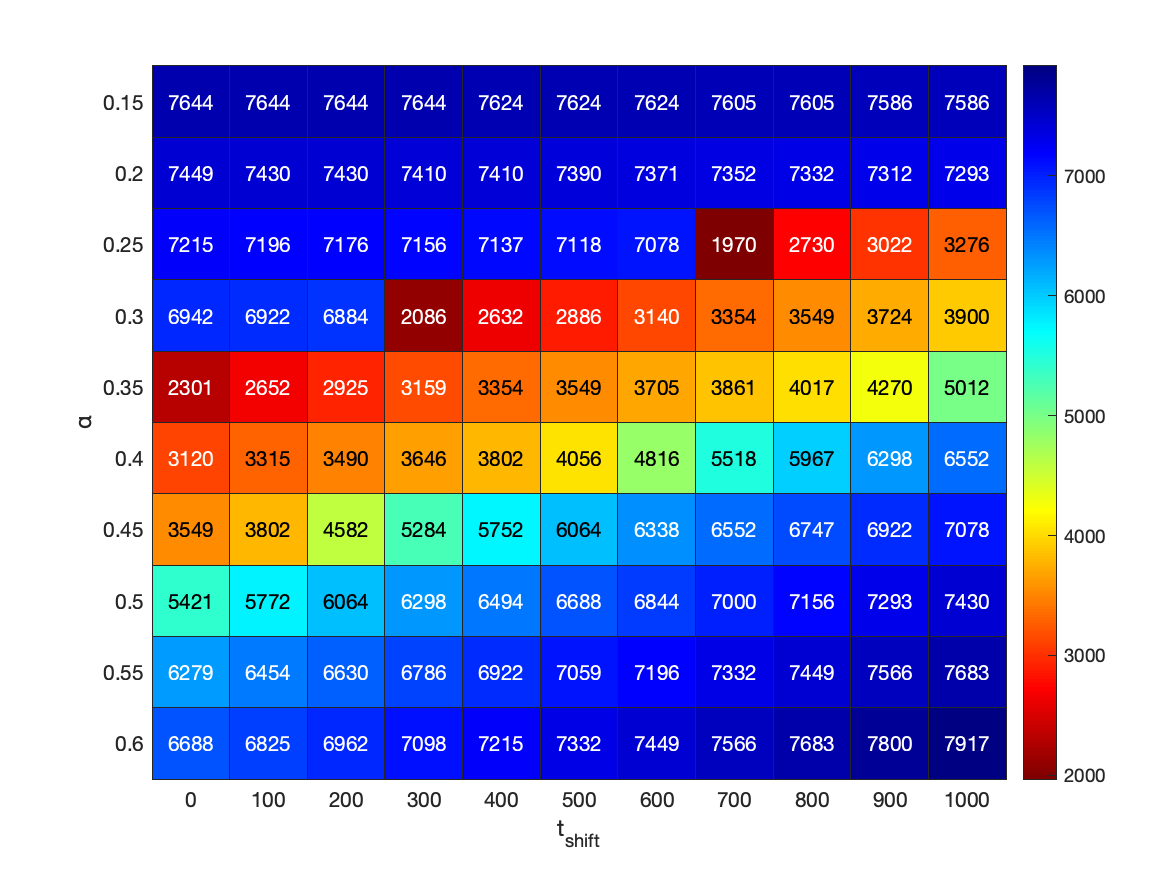 0.15 7644 7644 7644 7644 7624 7624 7624 7605 7605 7586 7586
0.2 7449 7430 7430 7410 7410 7390 7371 7352 7332 7312 7293 7000
0.25 7215 7196 7176 7156 7137 7118 7078 1970 2730 3022 3276
0.3 6942 6922 6884 2086 2632 2886 3140 3354 3549 3724 3900 6000
0.35 2301 2652 2925 3159 3354 3549 3705 3861 4017 4270 5012
α 5000
0.4 3120 3315 3490 3646 3802 4056 4816 5518 5967 6298 6552
0.45 3549 3802 4582 5284 5752 6064 6338 6552 6747 6922 7078 4000
0.5 5421 5772 6064 6298 6494 6688 6844 7000 7156 7293 7430
0.55 6279 6454 6630 6786 6922 7059 7196 7332 7449 7566 7683 3000
0.6 6688 6825 6962 7098 7215 7332 7449 7566 7683 7800 7917 2000
0 100 200 300 400 500 600 700 800 900 1000
tshift